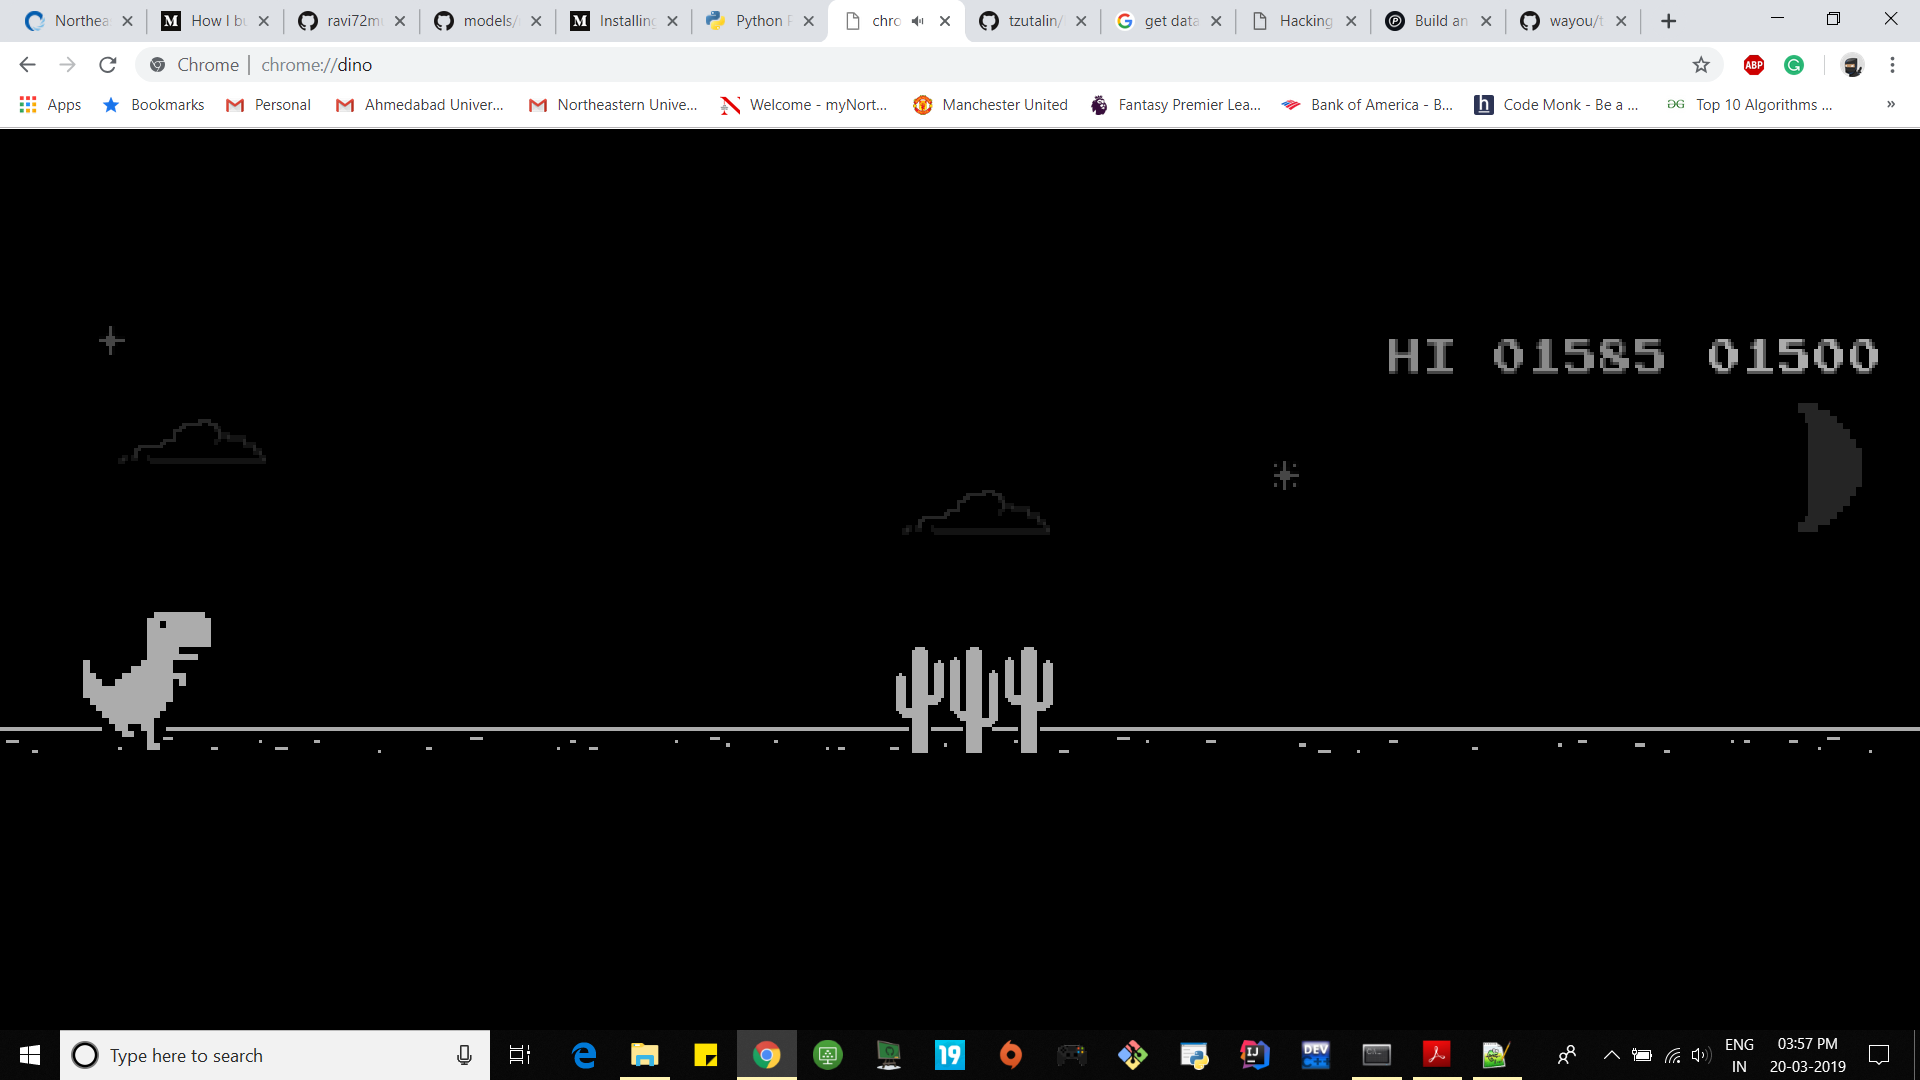 Northea How I bu ravi72mu models/ Installing Python F chro tzutalin/ get data Hacking Build an wayou/t
Chrome | chrome://dino
Apps Bookmarks Personal Ahmedabad Univer... Northeastern Unive... Welcome - myNort... Manchester United Fantasy Premier Lea... Bank of America - B... Code Monk - Be a ... Top 10 Algorithms ... »
HI 01585 01500
Type here to search
19
DEV
ENG
IN
03:57 PM
20-03-2019